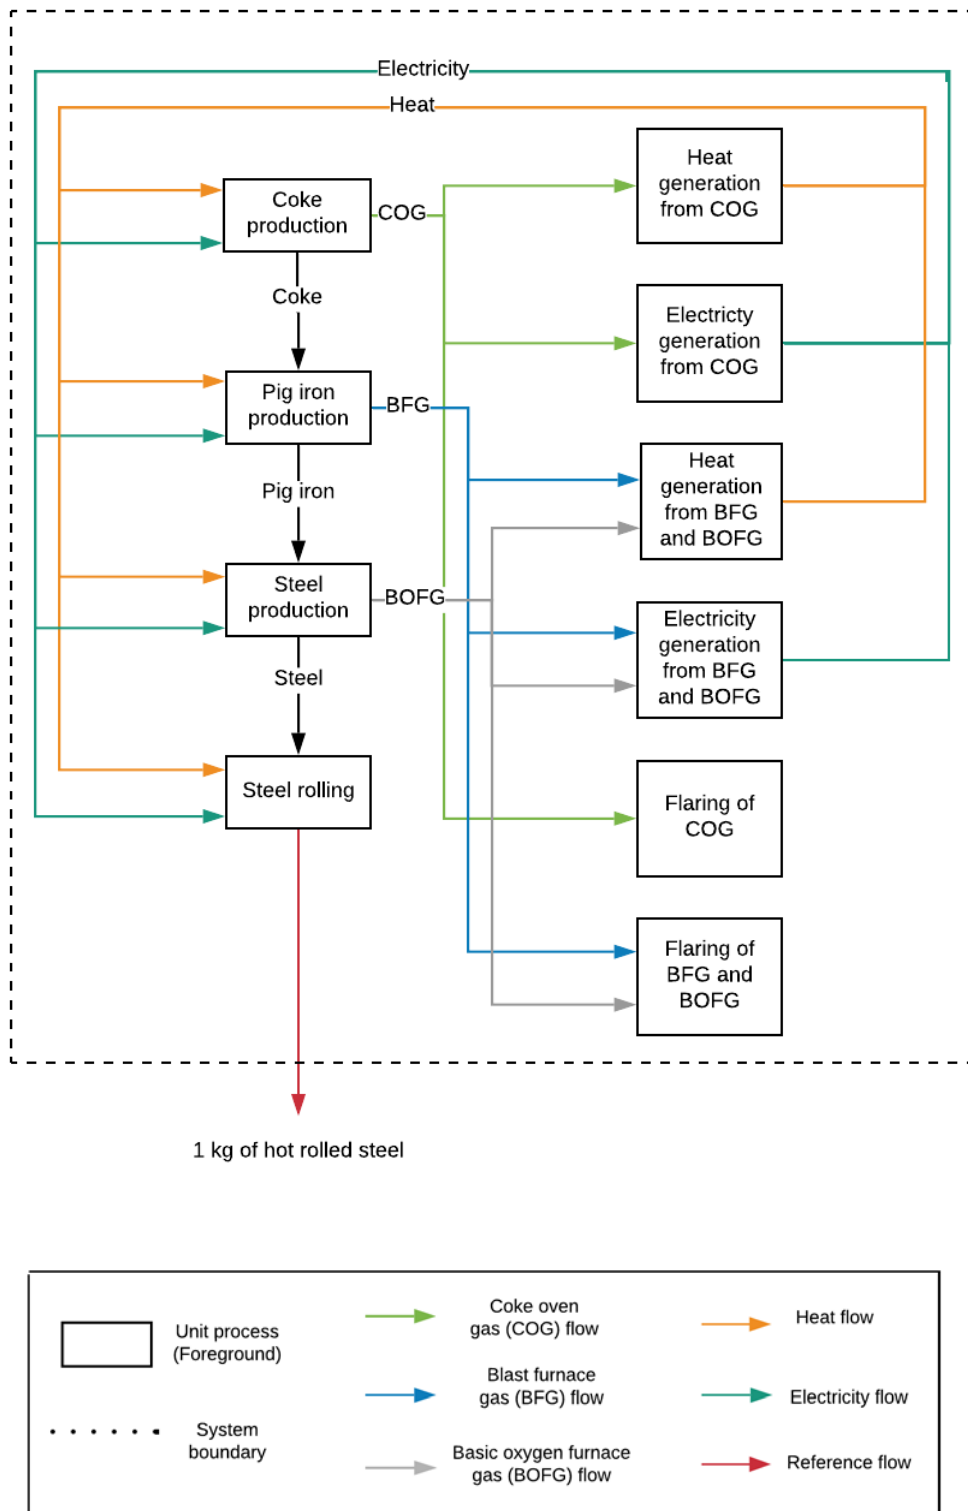 Electricity
Heat
Heat
generation
from COG
Coke
production
COG
Coke
Electricty
generation
from COG
Pig iron
production
BFG
Heat
generation
from BFG
and BOFG
Pig iron
Steel
production
BOFG
Electricity
generation
from BFG
and BOFG
Steel
Steel rolling
Flaring of
COG
Flaring of
BFG and
BOFG
1 kg of hot rolled steel
Unit process
(Foreground)
System
boundary
Coke oven
gas (COG) flow
Blast furnace
gas (BFG) flow
Basic oxygen furnace
gas (BOFG) flow
Heat flow
Electricity flow
Reference flow